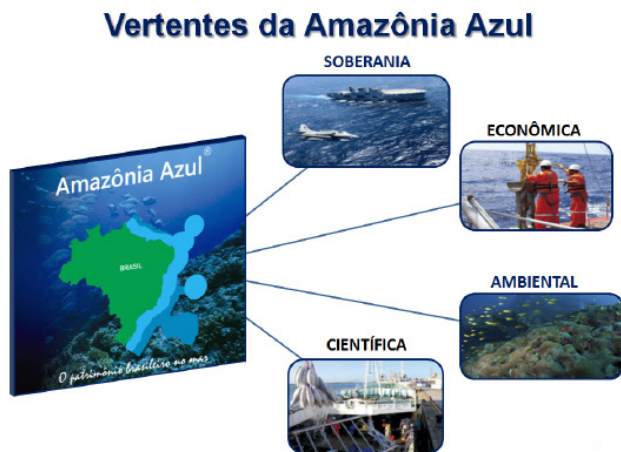 Vertentes da Amazônia Azul
SOBERANIA
ECONÔMICA
Amazônia Azul®
BRASIL
AMBIENTAL
CIENTÍFICA
O patrimônio brasileiro no mar